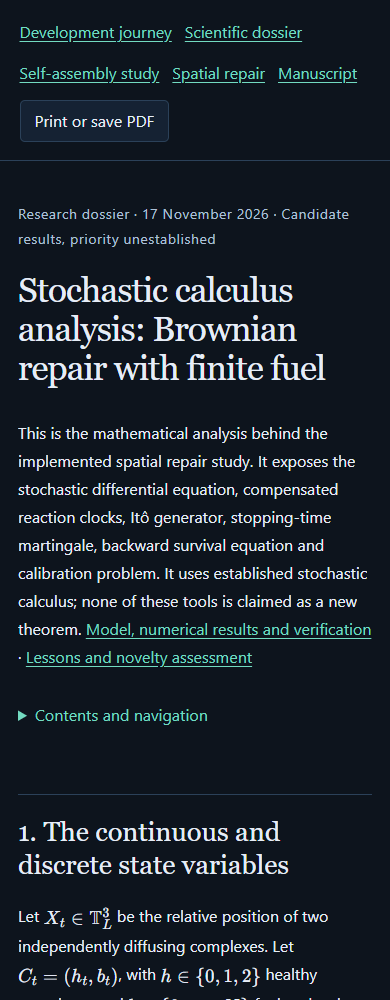 Development journey Scientific dossier
Self-assembly study Spatial repair Manuscript
Print or save PDF
Research dossier · 17 November 2026 · Candidate
results, priority unestablished
Stochastic calculus
analysis: Brownian
repair with finite fuel
This is the mathematical analysis behind the
implemented spatial repair study. It exposes the
stochastic differential equation, compensated
reaction clocks, Itô generator, stopping-time
martingale, backward survival equation and
calibration problem. It uses established stochastic
calculus; none of these tools is claimed as a new
theorem. Model, numerical results and verification
· Lessons and novelty assessment
Contents and navigation
1. The continuous and
discrete state variables
Let X_t ∈ 𝕋_L^3 be the relative position of two
independently diffusing complexes. Let
C_t = (h_t, b_t), with h ∈ {0, 1, 2} healthy